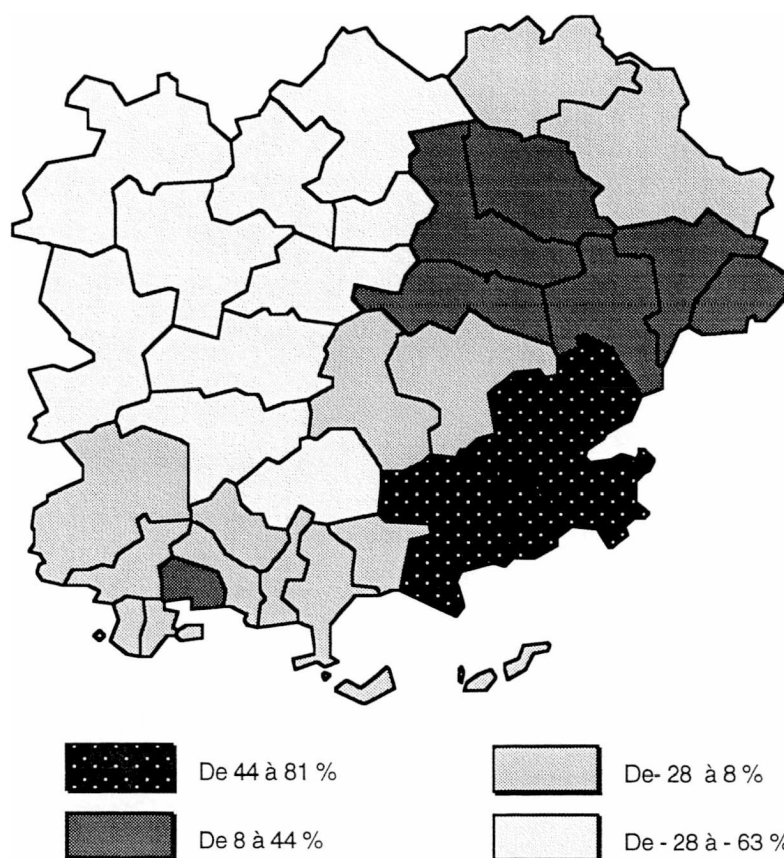 De 44 à 81 %
De 8 à 44 %
De- 28 à 8 %
De - 28 à - 63 %